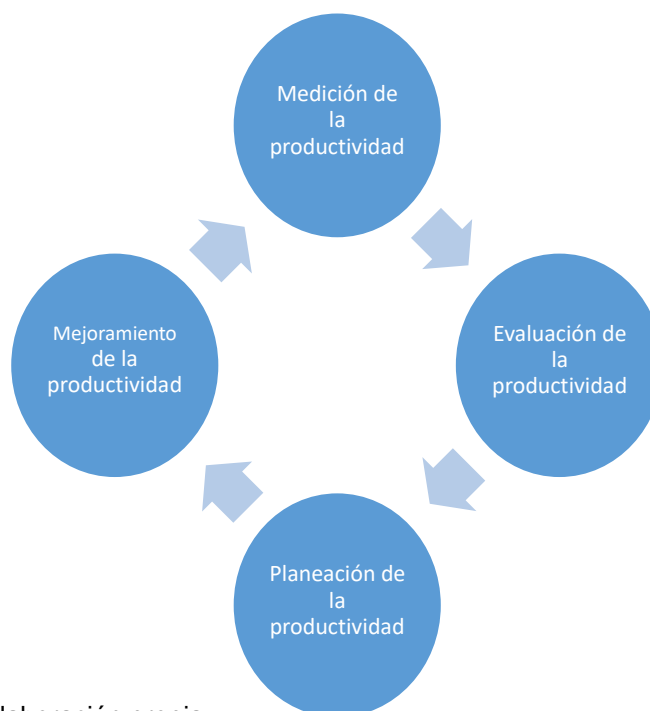 Medición de
la
productividad
Evaluación de
la
productividad
Planeación de
la
productividad
Mejoramiento
de la
productividad